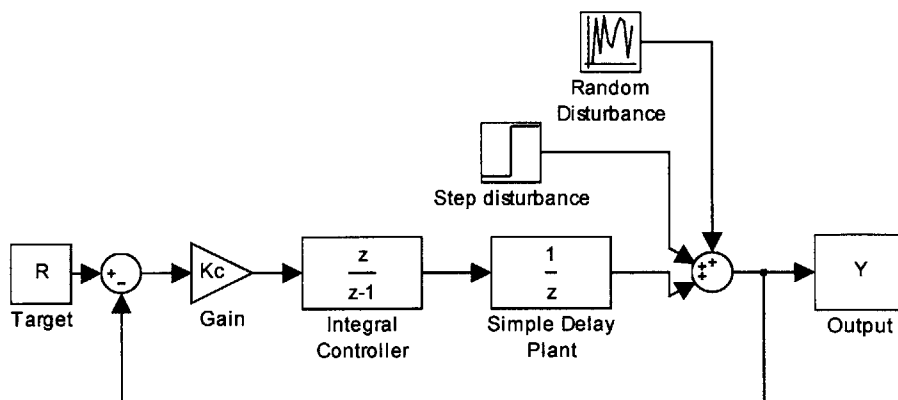 Random
Disturbance
Step disturbance
R
Target
+
-
Kc
Gain
z
z-1
Integral
Controller
1
z
Simple Delay
Plant
+
+
+
Y
Output